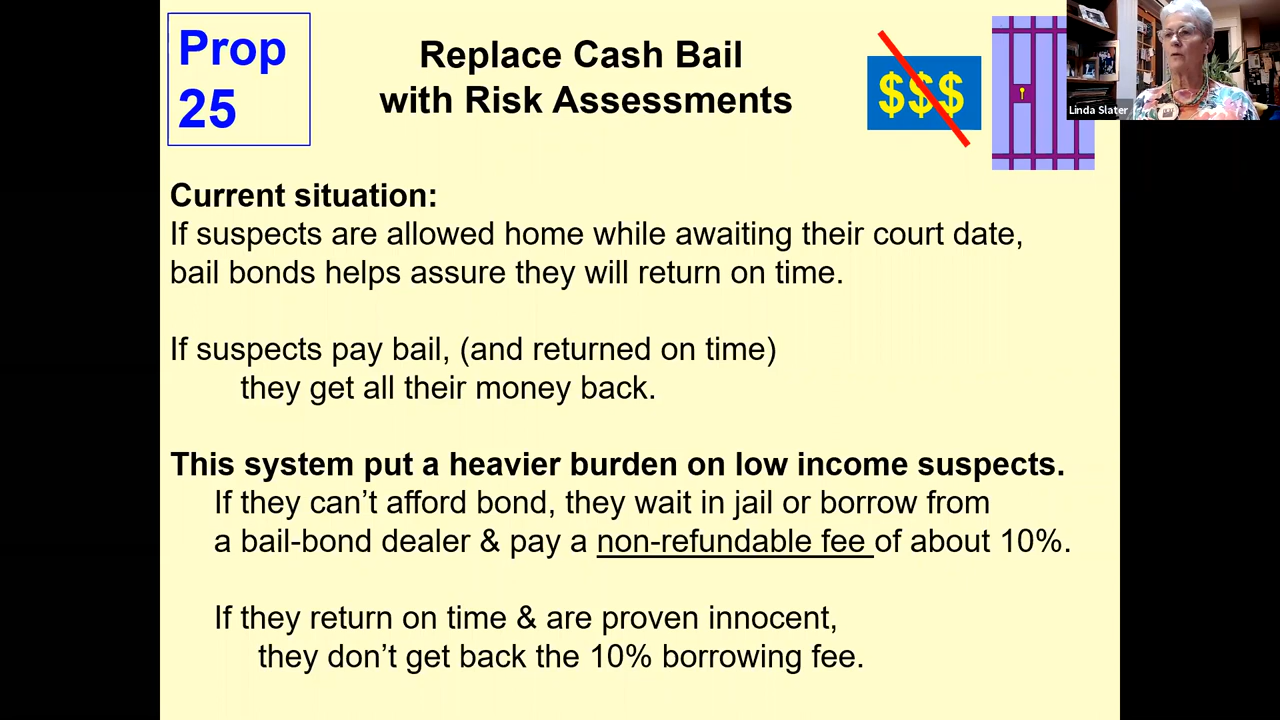 Prop
25
Replace Cash Bail
with Risk Assessments
$$$
Linda Slater
Current situation:
If suspects are allowed home while awaiting their court date,
bail bonds helps assure they will return on time.
If suspects pay bail, (and returned on time)
they get all their money back.
This system put a heavier burden on low income suspects.
If they can’t afford bond, they wait in jail or borrow from
a bail-bond dealer & pay a non-refundable fee of about 10%.
If they return on time & are proven innocent,
they don’t get back the 10% borrowing fee.